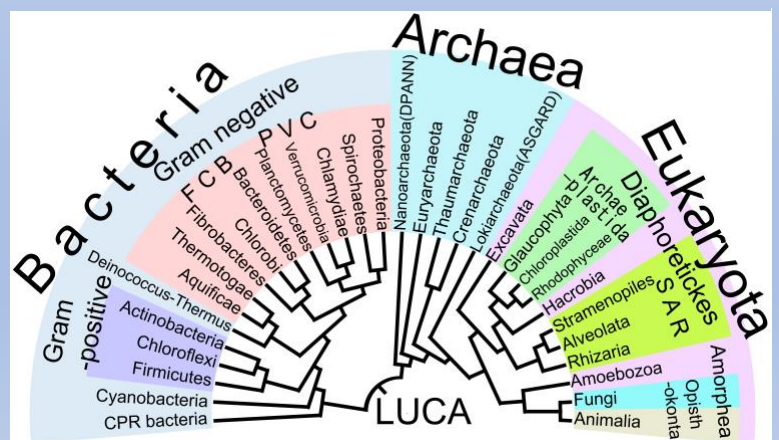 Bacteria
Archaea
Eukaryota
Gram negative
F C B
P V C
Gram
-positive
CPR bacteria
Cyanobacteria
Firmicutes
Chloroflexi
Actinobacteria
Deinococcus-Thermus
Aquificae
Thermotogae
Fibrobacteres
Chlorobi
Bacteroidetes
Planctomycetes
Verrucomicrobia
Chlamydiae
Spirochaetes
Proteobacteria
Nanoarchaeota(DPANN)
Euryarchaeota
Thaumarchaeota
Crenarchaeota
Lokiarchaeota(ASGARD)
Excavata
Archae
-plastida
Glaucophyta
Chloroplastida
Rhodophyceae
Diaphoretickes
Hacrobia
S A R
Stramenopiles
Alveolata
Rhizaria
Amorphea
Amoebozoa
Opisth
-okonta
Fungi
Animalia
LUCA